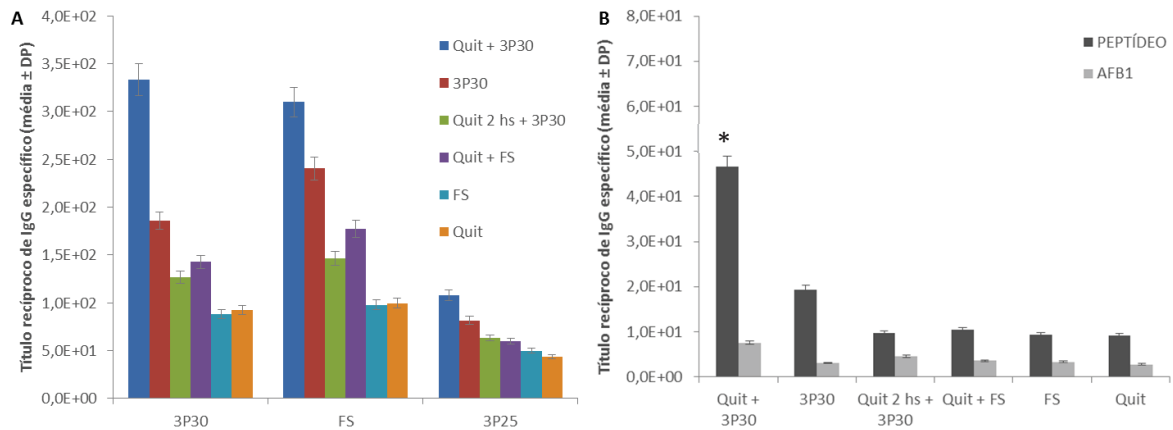 A
Título recíproco de IgG específico (média ± DP)
4,0E+02
3,5E+02
3,0E+02
2,5E+02
2,0E+02
1,5E+02
1,0E+02
5,0E+01
0,0E+00
Quit + 3P30
3P30
Quit 2 hs + 3P30
Quit + FS
FS
Quit
3P30
FS
3P25
B
Título recíproco de IgG específico (média ± DP)
8,0E+01
7,0E+01
6,0E+01
5,0E+01
4,0E+01
3,0E+01
2,0E+01
1,0E+01
0,0E+00
PEPTÍDEO
AFB1
*
Quit +
3P30
3P30
Quit 2 hs +
3P30
Quit + FS
FS
Quit